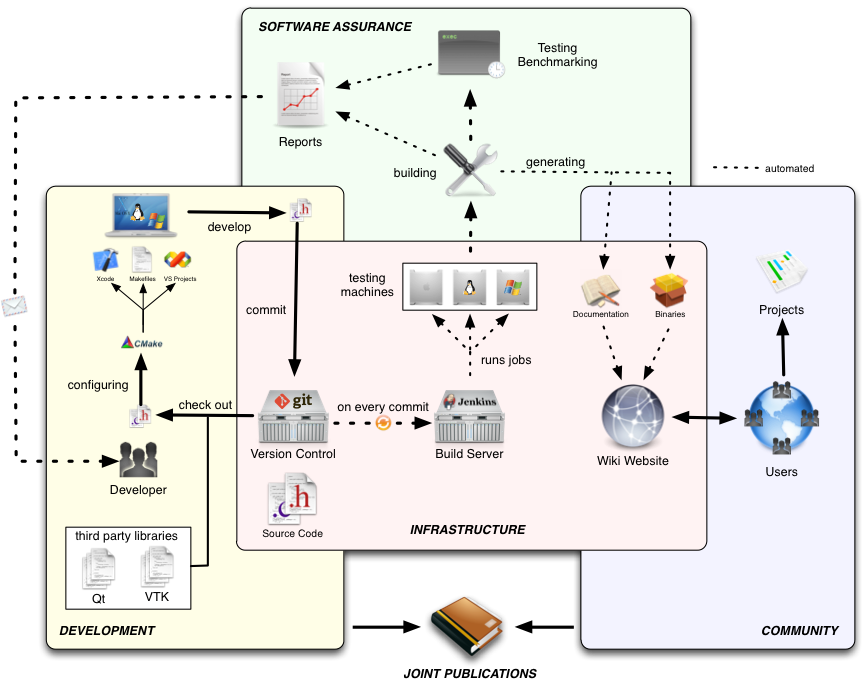 SOFTWARE ASSURANCE
exec
Testing
Benchmarking
Report
Reports
building
generating
automated
develop
.c
.h
Xcode
Makefiles
VS Projects
testing
machines
Documentation
Binaries
Projects
commit
runs jobs
CMake
configuring
.c
.h
check out
git
on every commit
Jenkins
Version Control
Build Server
Wiki Website
Users
Developer
.c
.h
Source Code
INFRASTRUCTURE
third party libraries
Qt
VTK
DEVELOPMENT
COMMUNITY
JOINT PUBLICATIONS